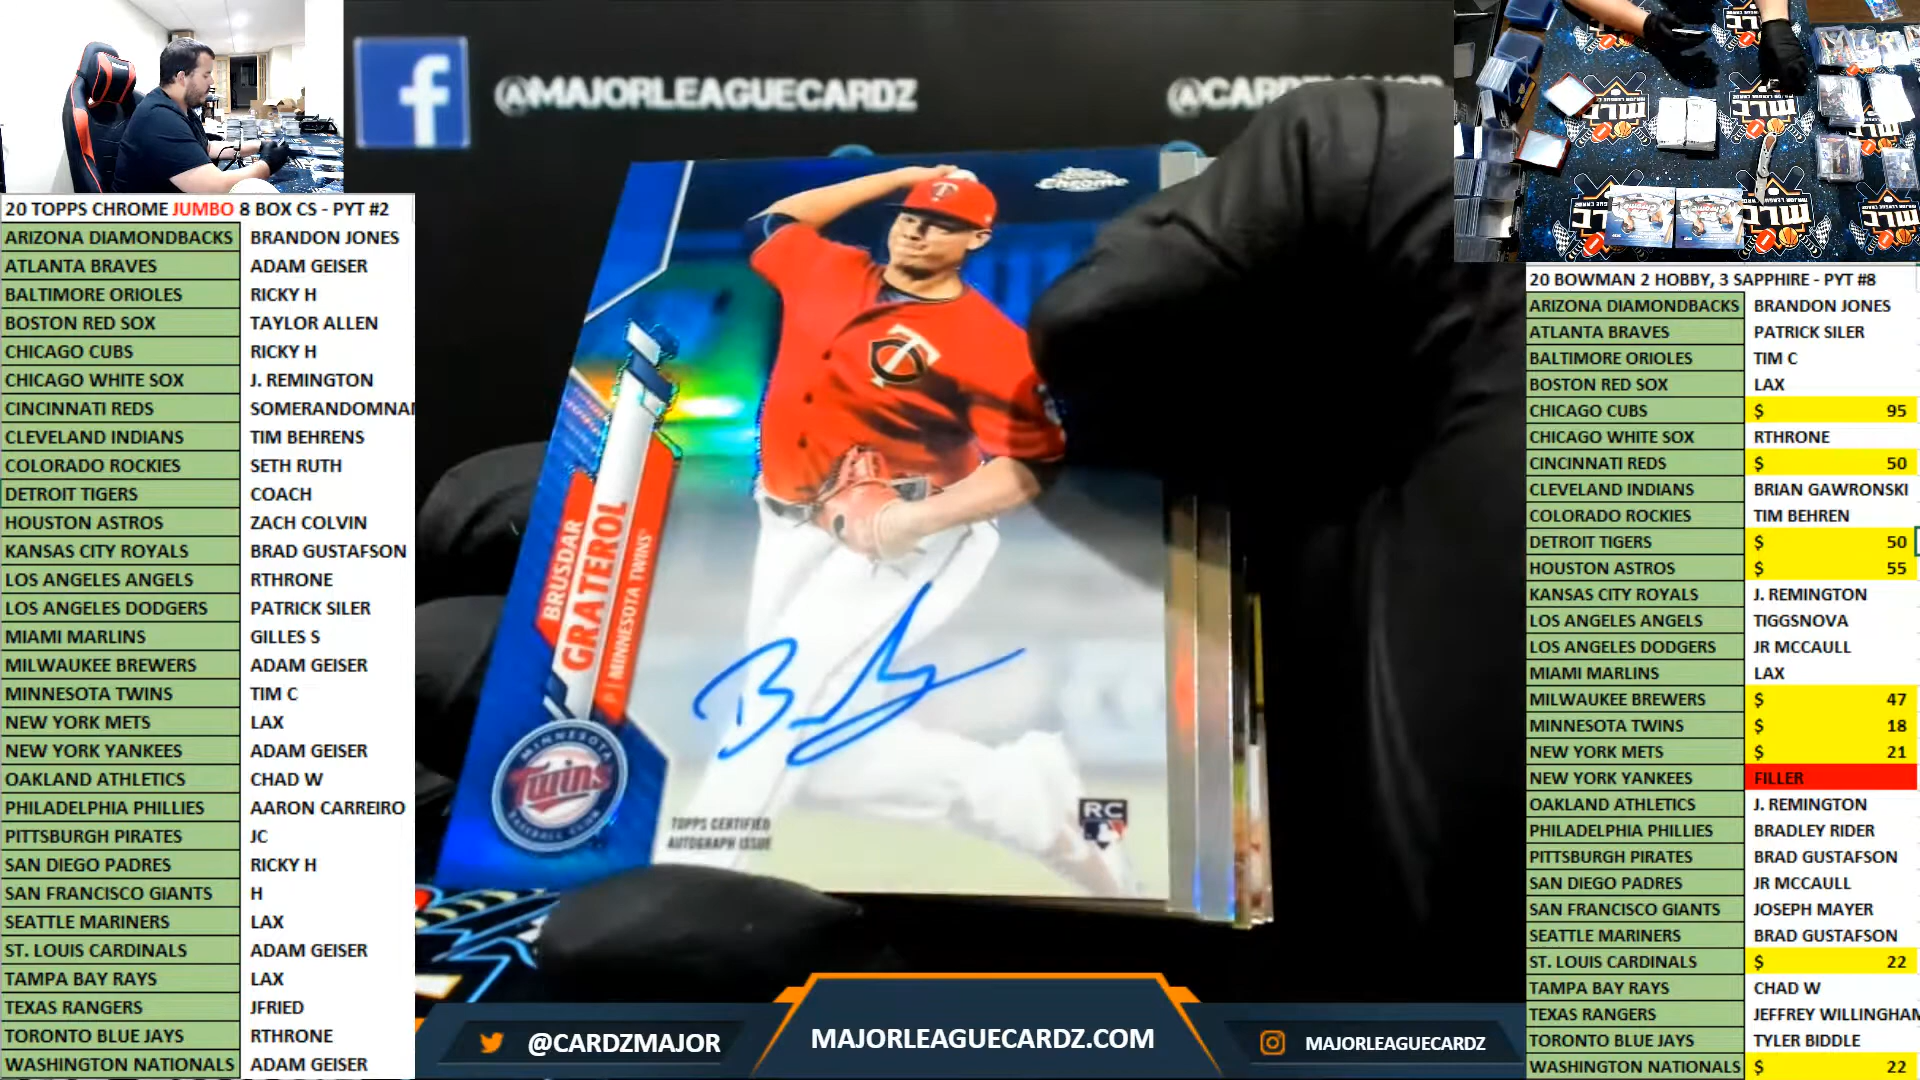 @MAJORLEAGUECARDZ
20 TOPPS CHROME JUMBO 8 BOX CS - PYT #2
ARIZONA DIAMONDBACKS BRANDON JONES
ATLANTA BRAVES ADAM GEISER
BALTIMORE ORIOLES RICKY H
BOSTON RED SOX TAYLOR ALLEN
CHICAGO CUBS RICKY H
CHICAGO WHITE SOX J. REMINGTON
CINCINNATI REDS SOMERANDOMNA
CLEVELAND INDIANS TIM BEHRENS
COLORADO ROCKIES SETH RUTH
DETROIT TIGERS COACH
HOUSTON ASTROS ZACH COLVIN
KANSAS CITY ROYALS BRAD GUSTAFSON
LOS ANGELES ANGELS RTHRONE
LOS ANGELES DODGERS PATRICK SILER
MIAMI MARLINS GILLES S
MILWAUKEE BREWERS ADAM GEISER
MINNESOTA TWINS TIM C
NEW YORK METS LAX
NEW YORK YANKEES ADAM GEISER
OAKLAND ATHLETICS CHAD W
PHILADELPHIA PHILLIES AARON CARREIRO
PITTSBURGH PIRATES JC
SAN DIEGO PADRES RICKY H
SAN FRANCISCO GIANTS H
SEATTLE MARINERS LAX
ST. LOUIS CARDINALS ADAM GEISER
TAMPA BAY RAYS LAX
TEXAS RANGERS JFRIED
TORONTO BLUE JAYS RTHRONE
WASHINGTON NATIONALS ADAM GEISER
Topps
Chrome
BRUSDAR
GRATEROL
P | MINNESOTA TWINS
MINNESOTA
Twins
BASEBALL CLUB
TOPPS CERTIFIED
AUTOGRAPH ISSUE
RC
@CARDZMAJOR
MAJORLEAGUECARDZ.COM
MAJORLEAGUECARDZ
20 BOWMAN 2 HOBBY, 3 SAPPHIRE - PYT #8
ARIZONA DIAMONDBACKS BRANDON JONES
ATLANTA BRAVES PATRICK SILER
BALTIMORE ORIOLES TIM C
BOSTON RED SOX LAX
CHICAGO CUBS $ 95
CHICAGO WHITE SOX RTHRONE
CINCINNATI REDS $ 50
CLEVELAND INDIANS BRIAN GAWRONSKI
COLORADO ROCKIES TIM BEHREN
DETROIT TIGERS $ 50
HOUSTON ASTROS $ 55
KANSAS CITY ROYALS J. REMINGTON
LOS ANGELES ANGELS TIGGSNOVA
LOS ANGELES DODGERS JR MCCAULL
MIAMI MARLINS LAX
MILWAUKEE BREWERS $ 47
MINNESOTA TWINS $ 18
NEW YORK METS $ 21
NEW YORK YANKEES FILLER
OAKLAND ATHLETICS J. REMINGTON
PHILADELPHIA PHILLIES BRADLEY RIDER
PITTSBURGH PIRATES BRAD GUSTAFSON
SAN DIEGO PADRES JR MCCAULL
SAN FRANCISCO GIANTS JOSEPH MAYER
SEATTLE MARINERS BRAD GUSTAFSON
ST. LOUIS CARDINALS $ 22
TAMPA BAY RAYS CHAD W
TEXAS RANGERS JEFFREY WILLINGHAM
TORONTO BLUE JAYS TYLER BIDDLE
WASHINGTON NATIONALS $ 22